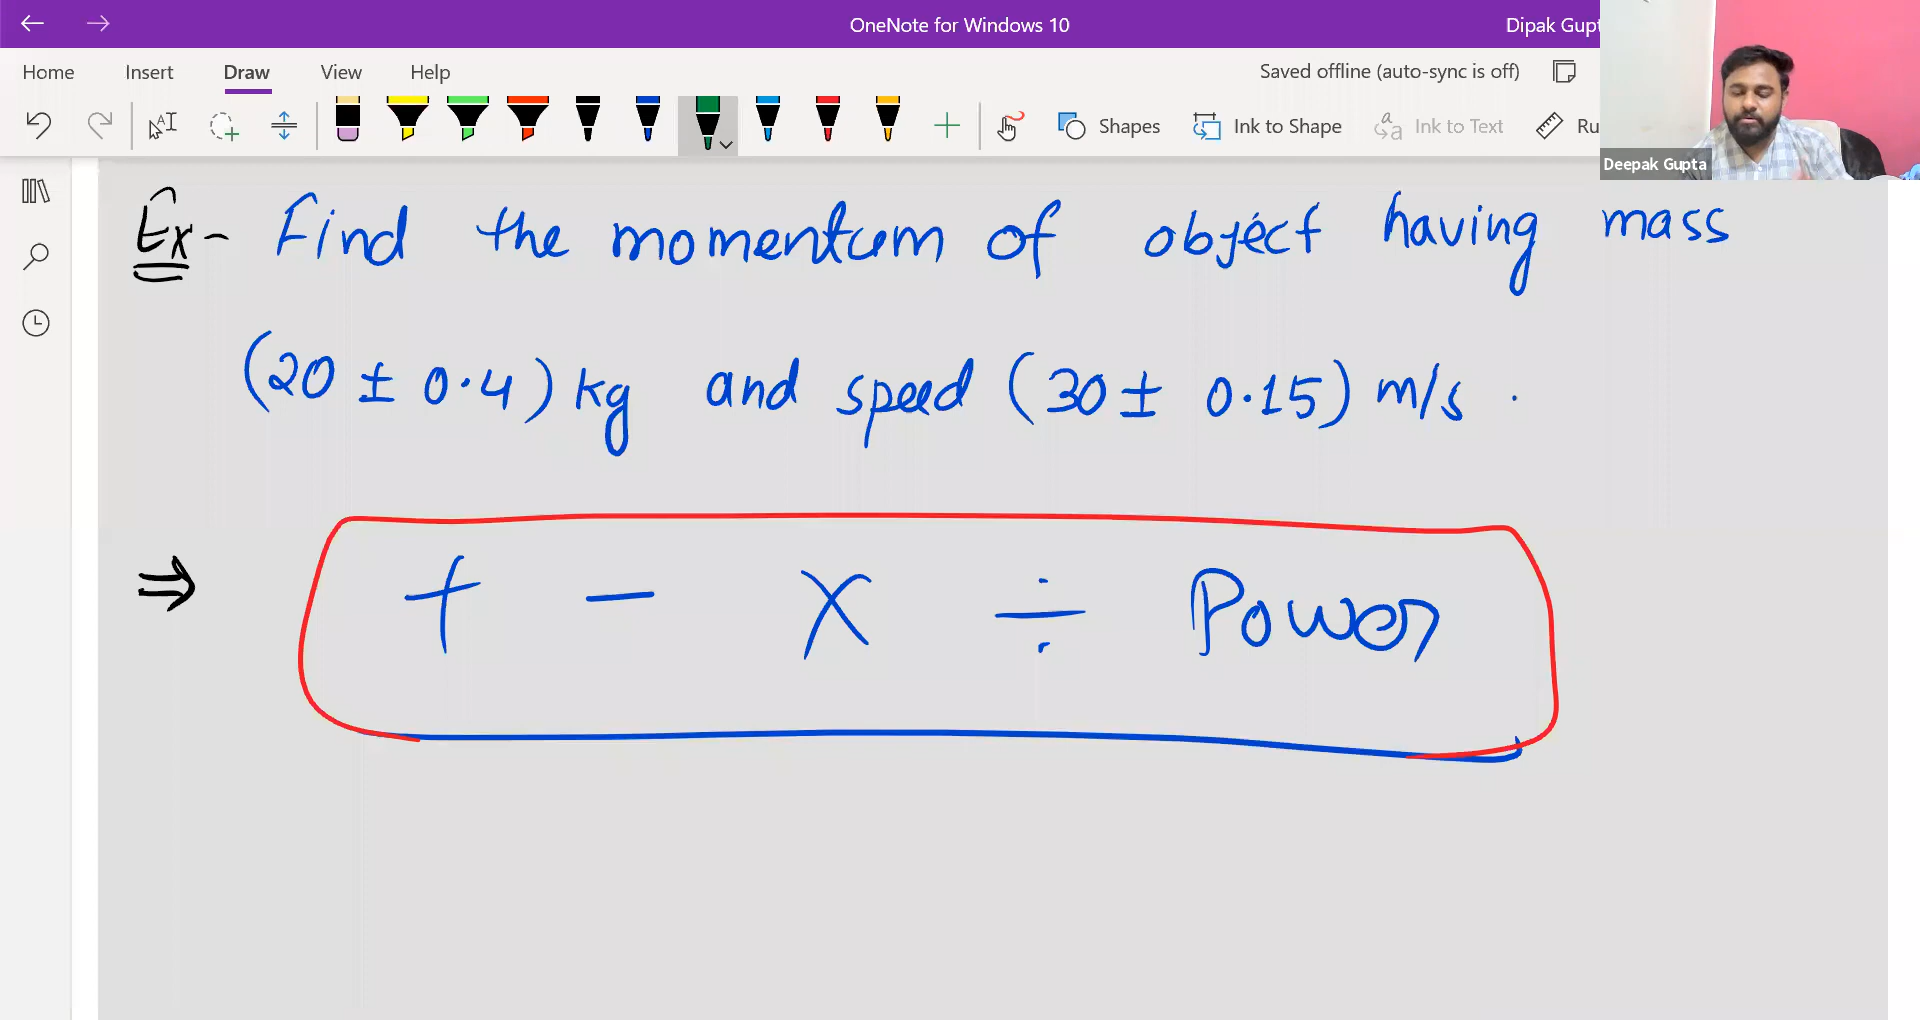 OneNote for Windows 10
Dipak Gupt
Home Insert Draw View Help
Saved offline (auto-sync is off)
Shapes Ink to Shape Ink to Text Ru
Deepak Gupta
Ex- Find the momentum of object having mass
(20 ± 0.4) kg and speed (30 ± 0.15) m/s .
⇒ + - × ÷ Power